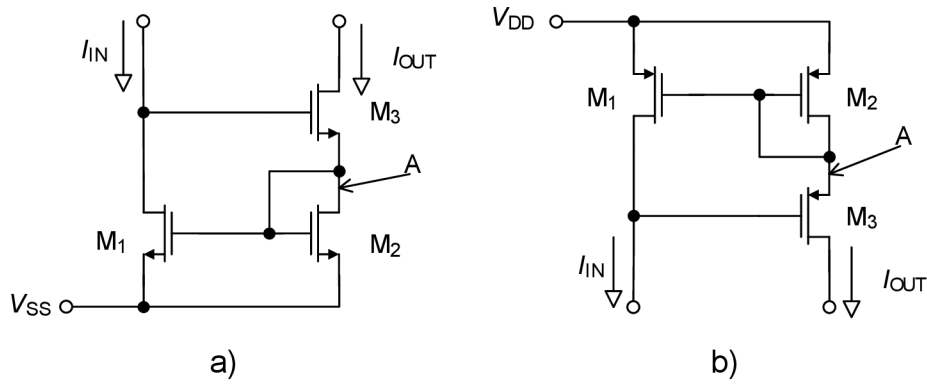 I_IN
I_OUT
M₃
A
M₁
M₂
V_SS
a)
V_DD
M₁
M₂
A
M₃
I_IN
I_OUT
b)